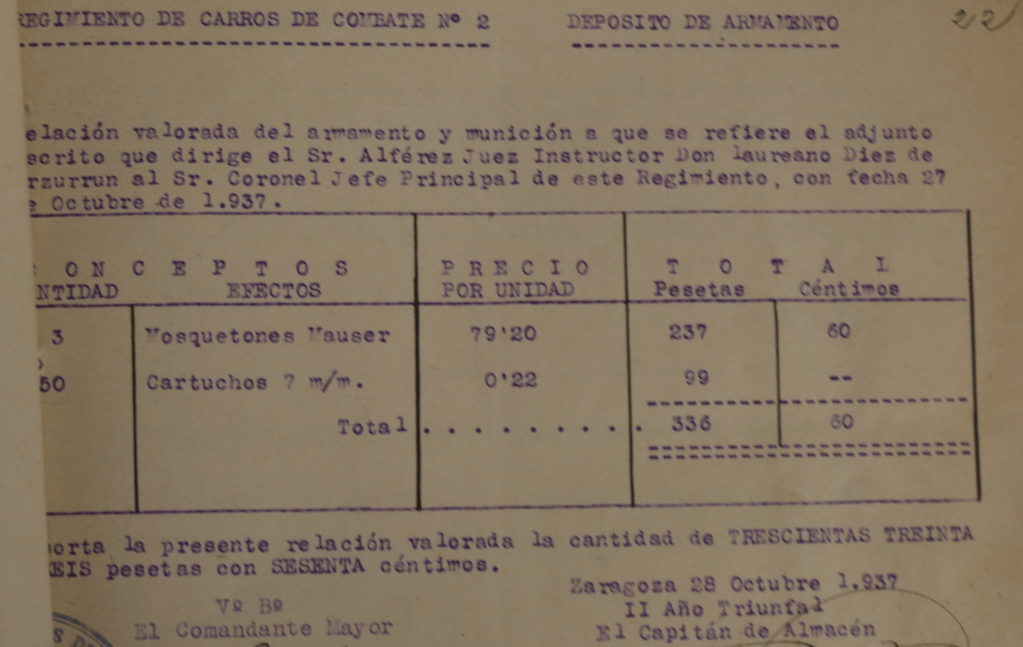 REGIMIENTO DE CARROS DE COMBATE Nº 2 DEPOSITO DE ARMAMENTO 22
elación valorada del armamento y munición a que se refiere el adjunto
scrito que dirige el Sr. Alférez Juez Instructor Don laureano Diez de
rzurrun al Sr. Coronel Jefe Principal de este Regimiento, con fecha 27
e Octubre de 1.937.
O N C E P T O S P R E C I O T O T A L
NTIDAD EFECTOS POR UNIDAD Pesetas Céntimos
3 Mosquetones Mauser 79'20 237 60
50 Cartuchos 7 m/m. 0'22 99 --
Total . . . . . . . . . 336 60
porta la presente relación valorada la cantidad de TRESCIENTAS TREINTA
EIS pesetas con SESENTA céntimos.
Zaragoza 28 Octubre 1.937
Vº Bº II Año Triunfal
El Comandante Mayor El Capitán de Almacén